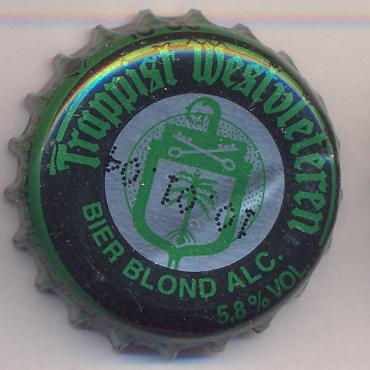 Trappist Westvleteren
BIER BLOND ALC.
5,8% VOL.